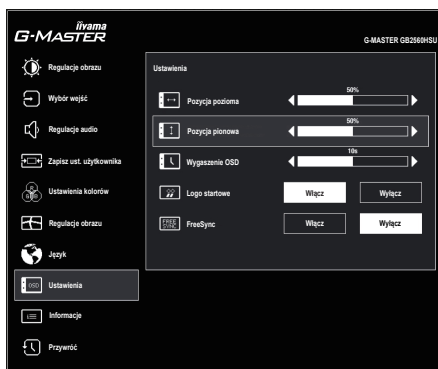 iiyama
G-MASTER
G-MASTER GB2560HSU
Regulacje obrazu
Wybór wejść
Regulacje audio
Zapisz ust. użytkownika
R
G B
Ustawienia kolorów
Regulacje obrazu
Język
OSD
Ustawienia
Informacje
Przywróć
Ustawienia
Pozycja pozioma
50%
Pozycja pionowa
50%
Wygaszenie OSD
10s
Logo startowe
Włącz
Wyłącz
FREE
SYNC
FreeSync
Włącz
Wyłącz